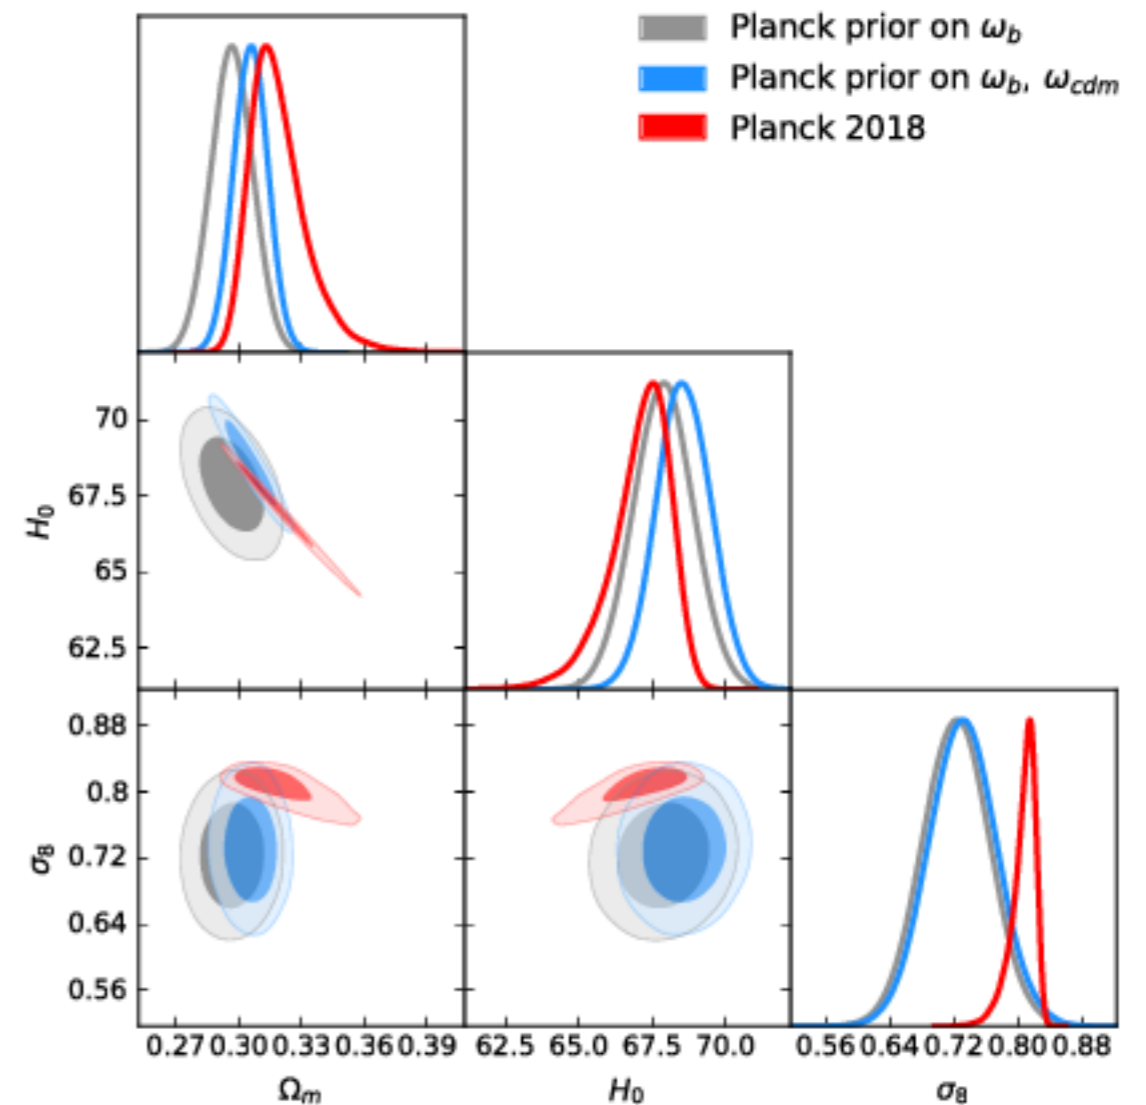 Planck prior on ω_b
Planck prior on ω_b, ω_cdm
Planck 2018
70
67.5
65
62.5
H_0
0.88
0.8
0.72
0.64
0.56
σ_8
0.27 0.30 0.33 0.36 0.39
62.5 65.0 67.5 70.0
0.56 0.64 0.72 0.80 0.88
Ω_m
H_0
σ_8